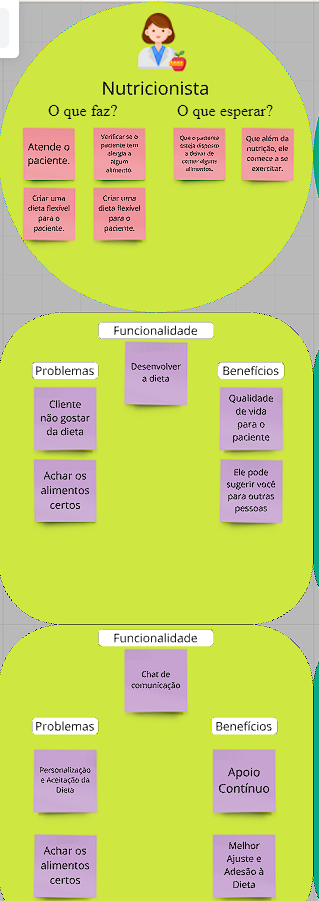 Nutricionista
O que faz?
O que esperar?
Atende o
paciente.
Verificar se o
paciente tem
alergia a
algum
alimento.
Que o paciente
esteja disposto
a deixar de
comer alguns
alimentos.
Que além da
nutrição, ele
comece a se
exercitar.
Criar uma
dieta flexível
para o
paciente.
Criar uma
dieta flexível
para o
paciente.
Funcionalidade
Desenvolver
a dieta
Problemas
Cliente
não gostar
da dieta
Achar os
alimentos
certos
Benefícios
Qualidade
de vida
para o
paciente
Ele pode
sugerir você
para outras
pessoas
Funcionalidade
Chat de
comunicação
Problemas
Personalização
e Aceitação da
Dieta
Achar os
alimentos
certos
Benefícios
Apoio
Contínuo
Melhor
Ajuste e
Adesão à
Dieta